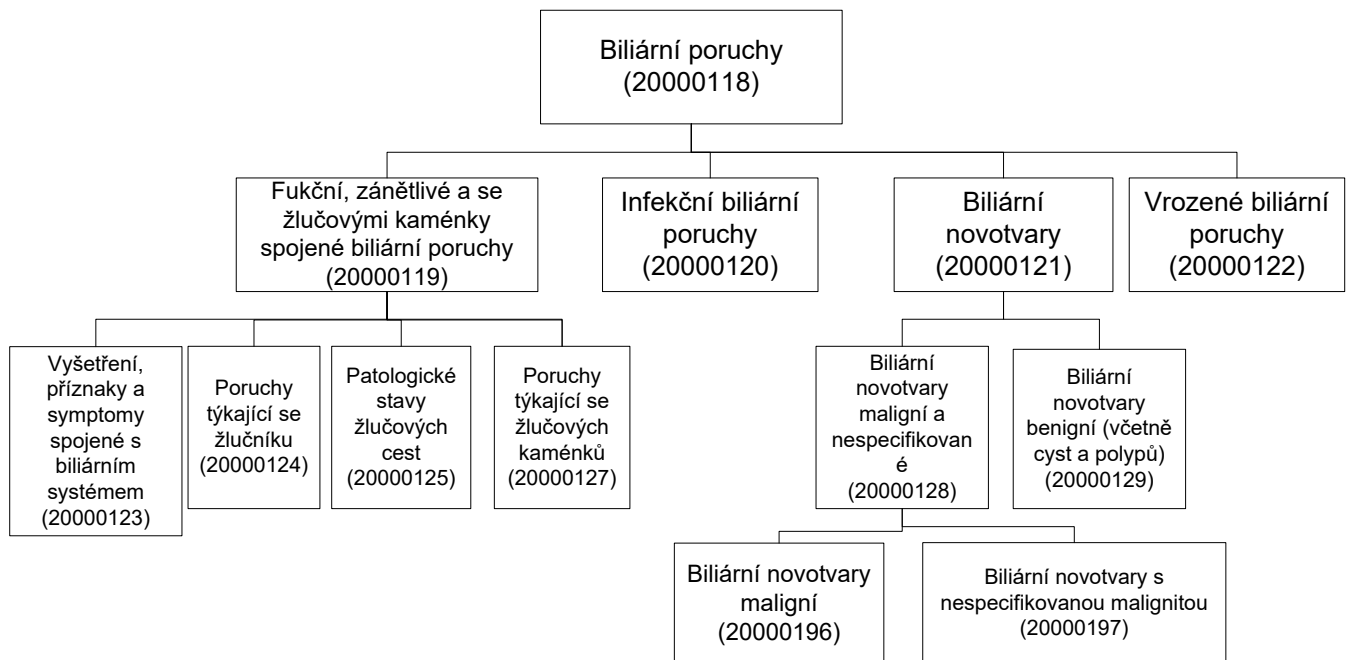 Biliární poruchy
(20000118)
Fukční, zánětlivé a se
žlučovými kaménky
spojené biliární poruchy
(20000119)
Infekční biliární
poruchy
(20000120)
Biliární
novotvary
(20000121)
Vrozené biliární
poruchy
(20000122)
Vyšetření,
příznaky a
symptomy
spojené s
biliárním
systémem
(20000123)
Poruchy
týkající se
žlučníku
(20000124)
Patologické
stavy
žlučových
cest
(20000125)
Poruchy
týkající se
žlučových
kaménků
(20000127)
Biliární
novotvary
maligní a
nespecifikovan
é
(20000128)
Biliární
novotvary
benigní (včetně
cyst a polypů)
(20000129)
Biliární novotvary
maligní
(20000196)
Biliární novotvary s
nespecifikovanou malignitou
(20000197)